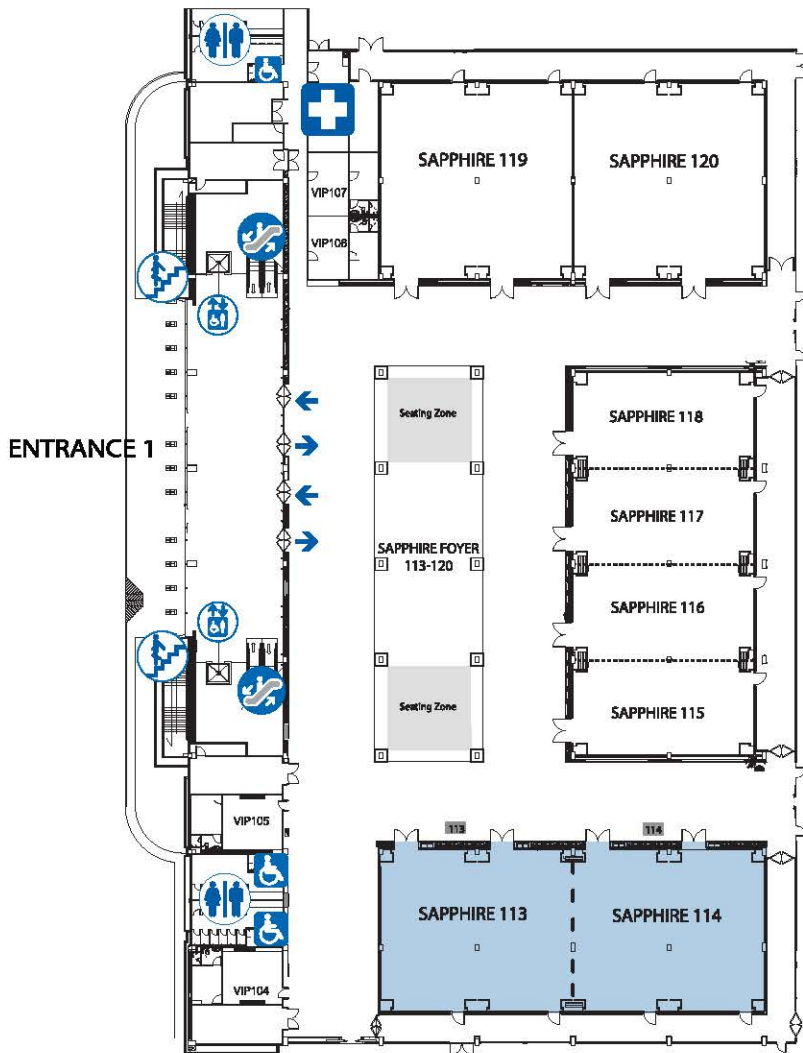 SAPPHIRE 119
SAPPHIRE 120
VIP107
VIP106
Seating Zone
SAPPHIRE 118
ENTRANCE 1
SAPPHIRE 117
SAPPHIRE FOYER
113-120
SAPPHIRE 116
Seating Zone
SAPPHIRE 115
VIP105
113
114
SAPPHIRE 113
SAPPHIRE 114
VIP104